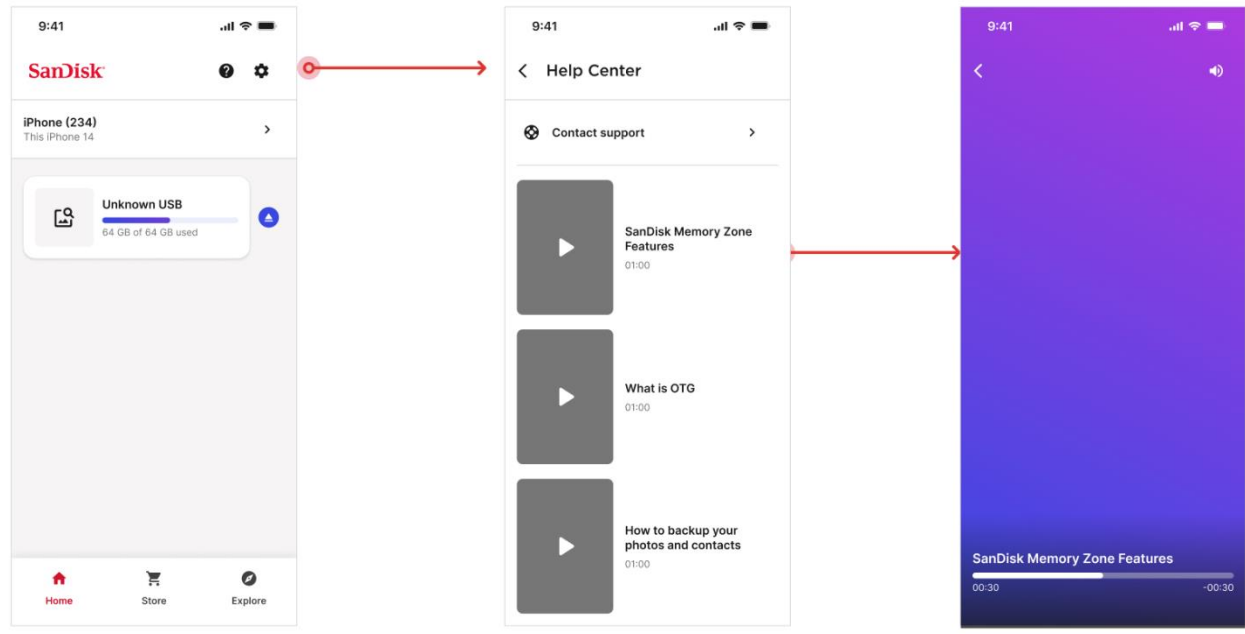 9:41
SanDisk
iPhone (234)
This iPhone 14
Unknown USB
64 GB of 64 GB used
Home
Store
Explore
9:41
Help Center
Contact support
SanDisk Memory Zone
Features
01:00
What is OTG
01:00
How to backup your
photos and contacts
01:00
9:41
SanDisk Memory Zone Features
00:30
-00:30